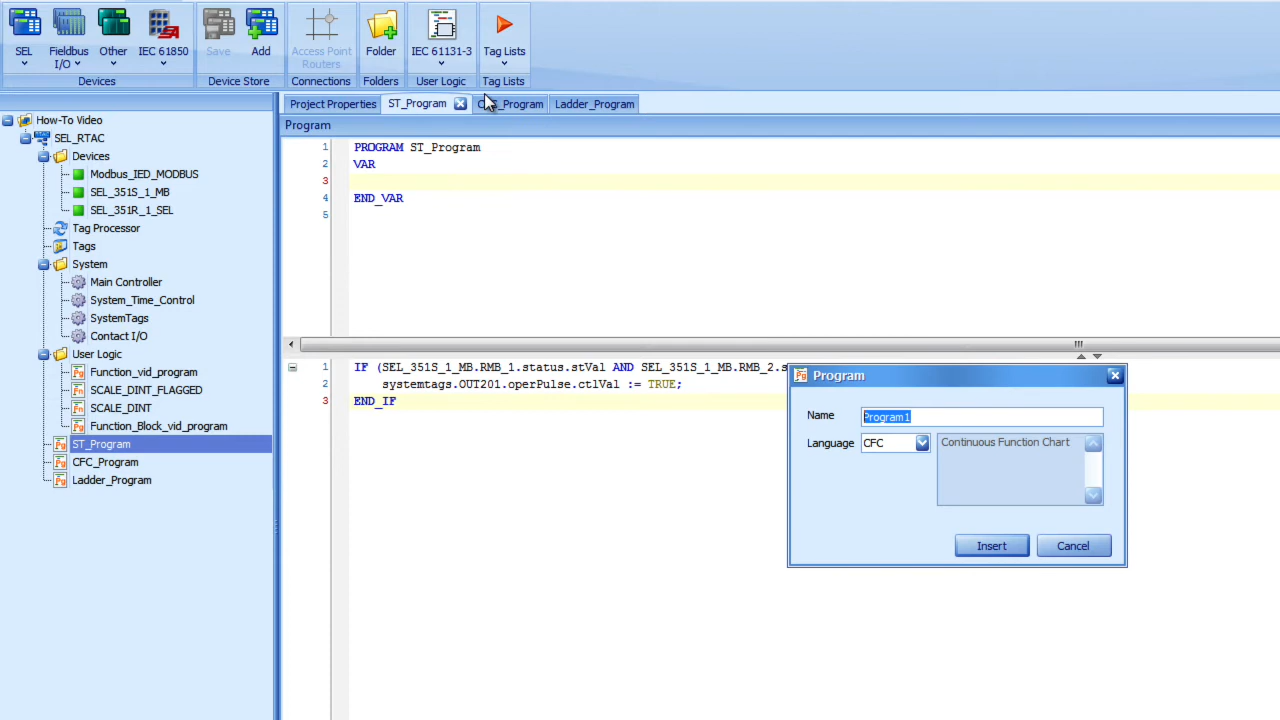 SEL
Fieldbus I/O
Other
IEC 61850
Save
Add
Access Point Routers
Folder
IEC 61131-3
Tag Lists
Devices
Device Store
Connections
Folders
User Logic
Tag Lists
Project Properties
ST_Program
_Program
Ladder_Program
How-To Video
SEL_RTAC
Devices
Modbus_IED_MODBUS
SEL_351S_1_MB
SEL_351R_1_SEL
Tag Processor
Tags
System
Main Controller
System_Time_Control
SystemTags
Contact I/O
User Logic
Function_vid_program
SCALE_DINT_FLAGGED
SCALE_DINT
Function_Block_vid_program
ST_Program
CFC_Program
Ladder_Program
Program
1 PROGRAM ST_Program
2 VAR
3
4 END_VAR
5
1 IF (SEL_351S_1_MB.RMB_1.status.stVal AND SEL_351S_1_MB.RMB_2.s
2 systemtags.OUT201.operPulse.ctlVal := TRUE;
3 END_IF
Program
Name Program1
Language CFC Continuous Function Chart
Insert Cancel